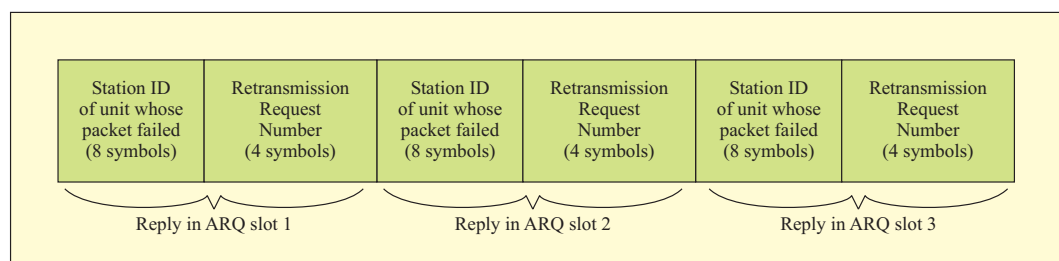 Station ID
of unit whose
packet failed
(8 symbols)
Retransmission
Request
Number
(4 symbols)
Station ID
of unit whose
packet failed
(8 symbols)
Retransmission
Request
Number
(4 symbols)
Station ID
of unit whose
packet failed
(8 symbols)
Retransmission
Request
Number
(4 symbols)
Reply in ARQ slot 1
Reply in ARQ slot 2
Reply in ARQ slot 3